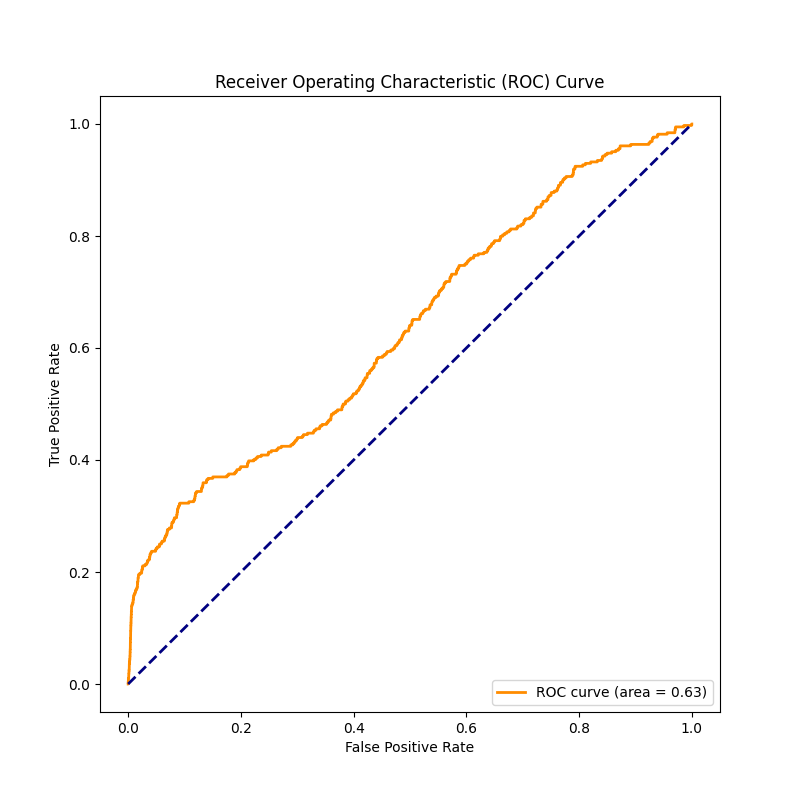 Receiver Operating Characteristic (ROC) Curve
1.0
0.8
0.6
0.4
0.2
0.0
True Positive Rate
ROC curve (area = 0.63)
0.0 0.2 0.4 0.6 0.8 1.0
False Positive Rate